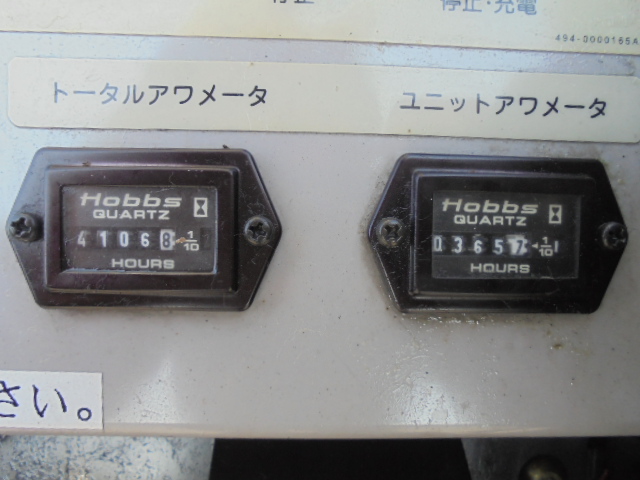 停止・充電
494-0000165A
トータルアワメータ
ユニットアワメータ
Hobbs
QUARTZ
41068 1/10
HOURS
Hobbs
QUARTZ
03657 1/10
HOURS
さい。